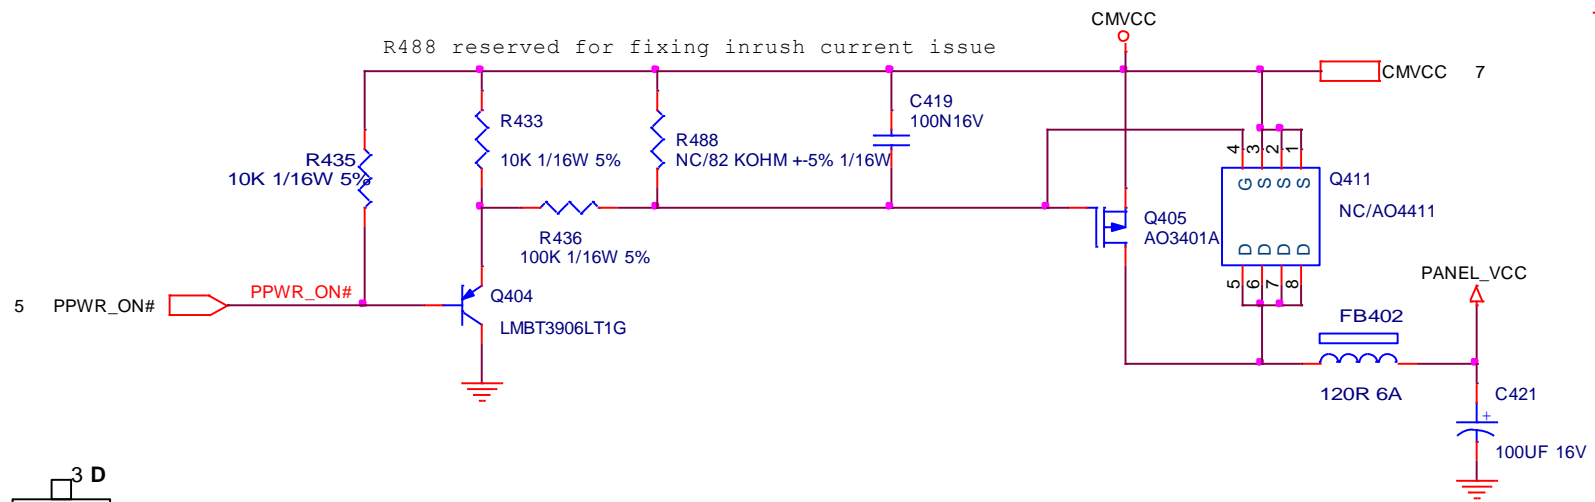 CMVCC
R488 reserved for fixing inrush current issue
CMVCC 7
C419
100N16V
R433
10K 1/16W 5%
R488
NC/82 KOHM +-5% 1/16W
R435
10K 1/16W 5%
4 3 2 1
G S S S
Q411
NC/AO4411
D D D D
5 6 7 8
Q405
AO3401A
R436
100K 1/16W 5%
PANEL_VCC
5 PPWR_ON#
PPWR_ON#
Q404
LMBT3906LT1G
FB402
120R 6A
C421
+
100UF 16V
3 D